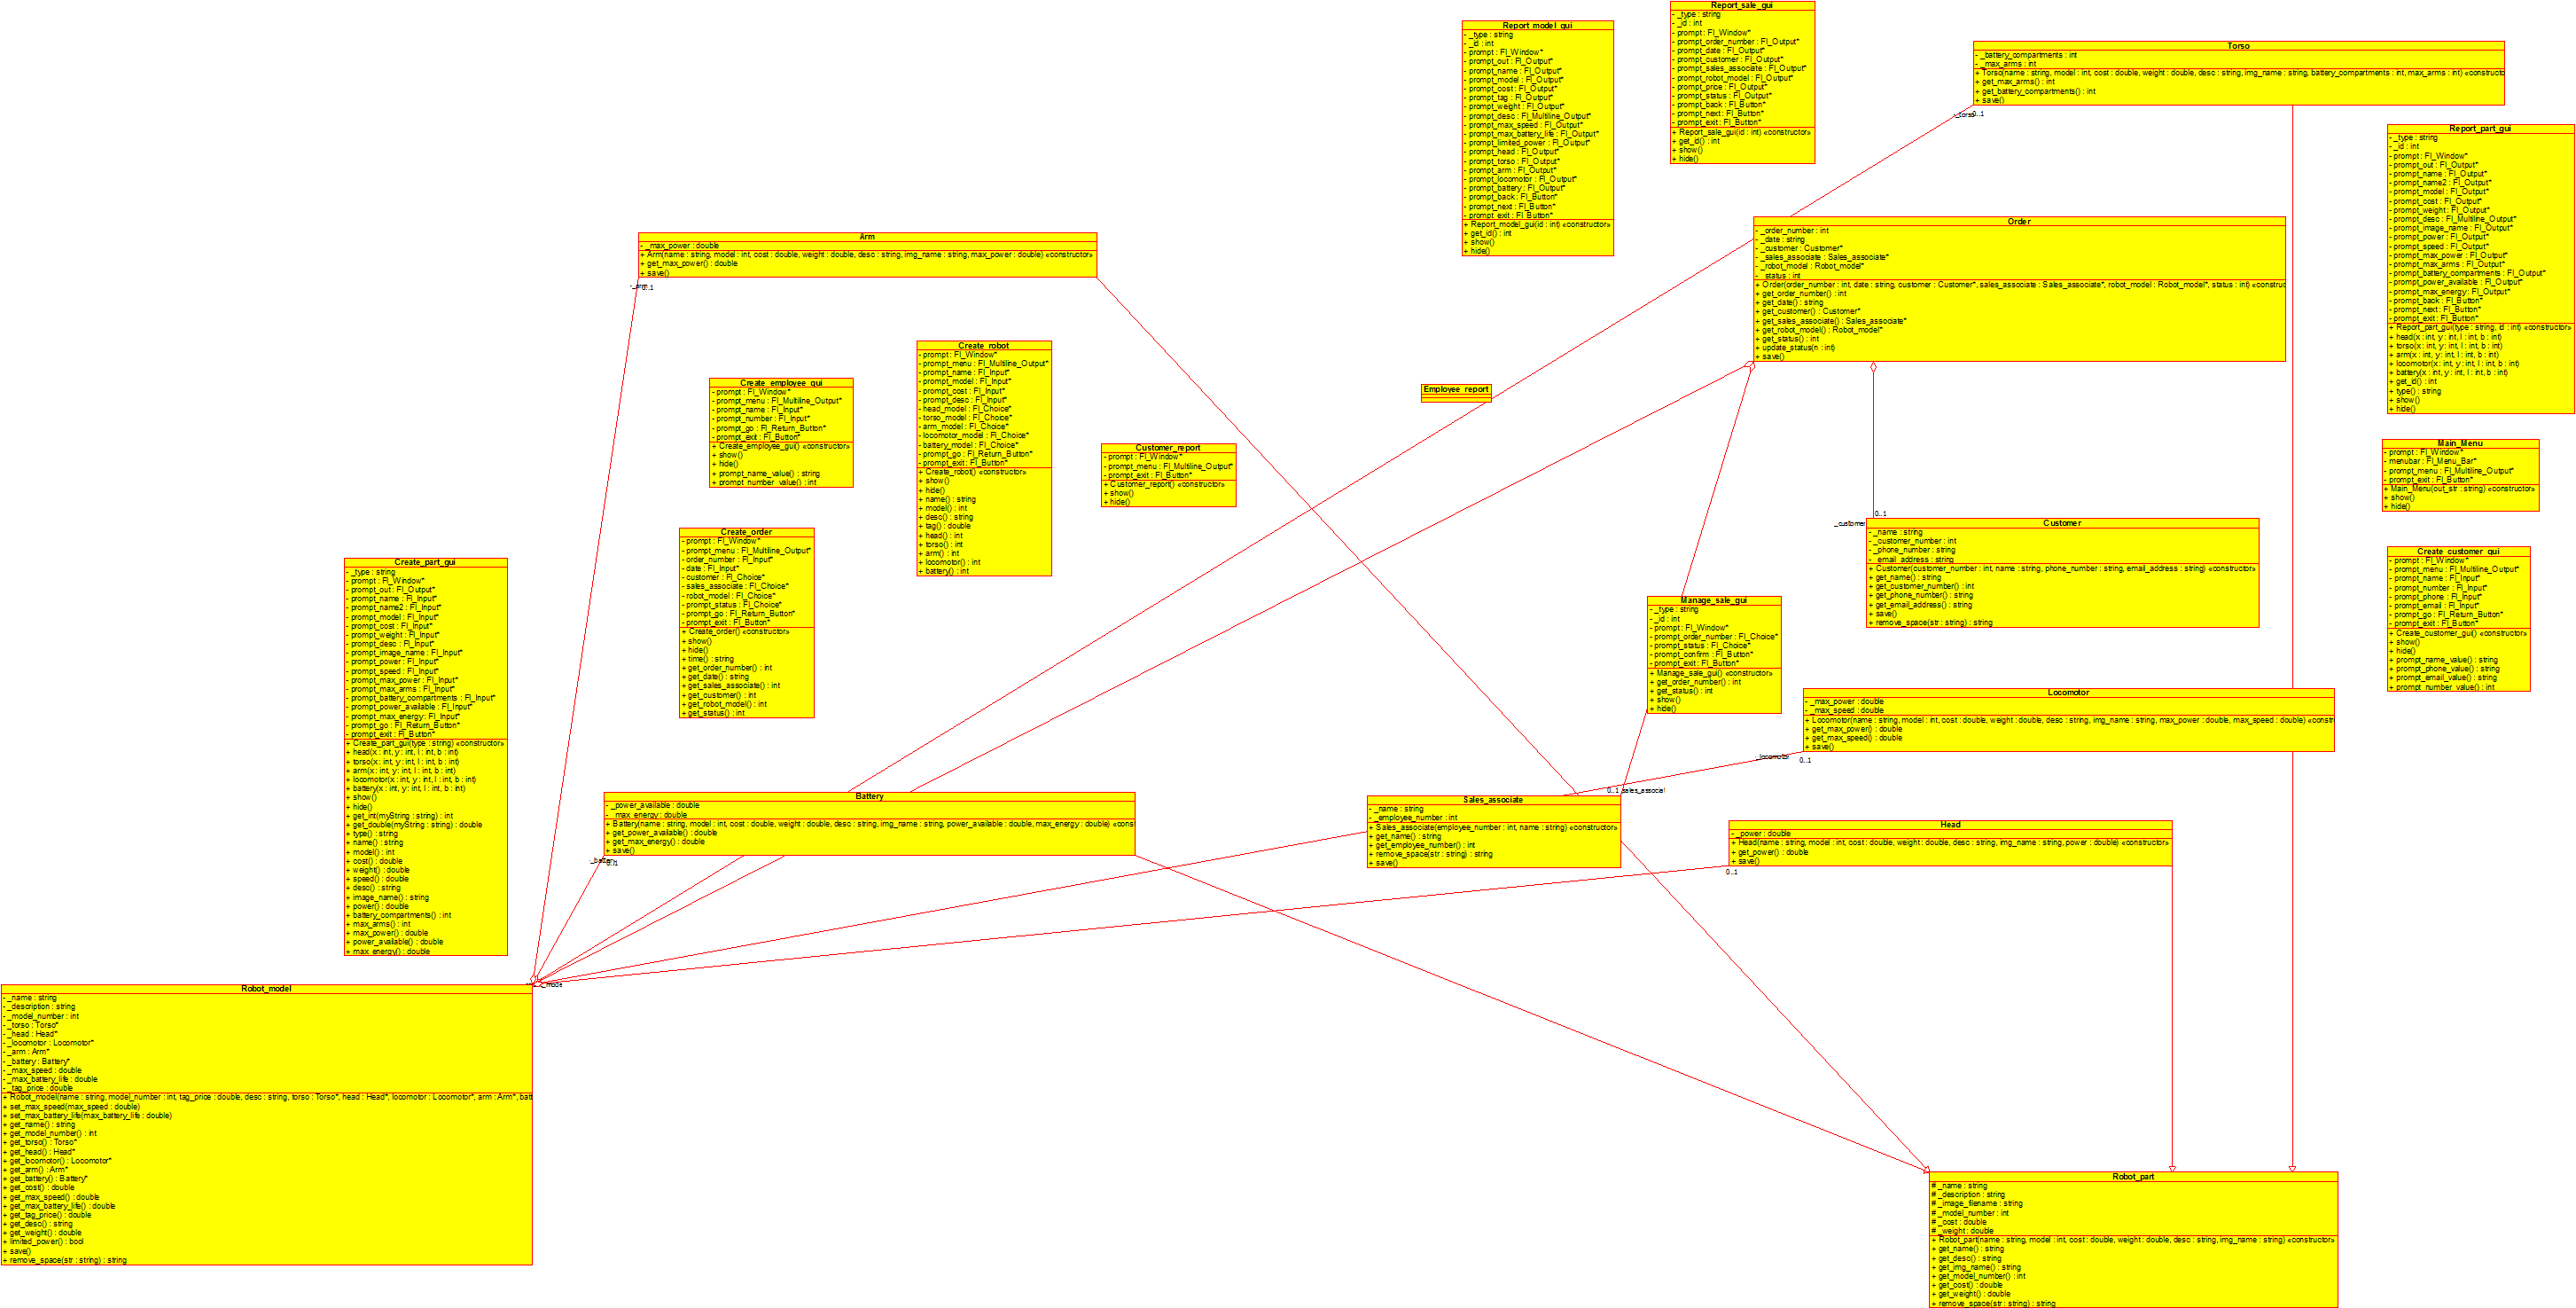 Report_sale_gui
- _type : string
- _id : int
- prompt : Fl_Window*
- prompt_order_number : Fl_Output*
- prompt_date : Fl_Output*
- prompt_customer : Fl_Output*
- prompt_sales_associate : Fl_Output*
- prompt_robot_model : Fl_Output*
- prompt_price : Fl_Output*
- prompt_status : Fl_Output*
- prompt_back : Fl_Button*
- prompt_next : Fl_Button*
- prompt_exit : Fl_Button*
+ Report_sale_gui(id : int) «constructor»
+ get_id() : int
+ show()
+ hide()
Report_model_gui
- _type : string
- _id : int
- prompt : Fl_Window*
- prompt_out : Fl_Output*
- prompt_name : Fl_Output*
- prompt_model : Fl_Output*
- prompt_cost : Fl_Output*
- prompt_tag : Fl_Output*
- prompt_weight : Fl_Output*
- prompt_desc : Fl_Multiline_Output*
- prompt_max_speed : Fl_Output*
- prompt_max_battery_life : Fl_Output*
- prompt_limited_power : Fl_Output*
- prompt_head : Fl_Output*
- prompt_torso : Fl_Output*
- prompt_arm : Fl_Output*
- prompt_locomotor : Fl_Output*
- prompt_battery : Fl_Output*
- prompt_back : Fl_Button*
- prompt_next : Fl_Button*
- prompt_exit : Fl_Button*
+ Report_model_gui(id : int) «constructor»
+ get_id() : int
+ show()
+ hide()
Torso
- _battery_compartments : int
- _max_arms : int
+ Torso(name : string, model : int, cost : double, weight : double, desc : string, img_name : string, battery_compartments : int, max_arms : int) «constructo
+ get_max_arms() : int
+ get_battery_compartments() : int
+ save()
-_torso 0..1
Report_part_gui
- _type : string
- _id : int
- prompt : Fl_Window*
- prompt_out : Fl_Output*
- prompt_name : Fl_Output*
- prompt_name2 : Fl_Output*
- prompt_model : Fl_Output*
- prompt_cost : Fl_Output*
- prompt_weight : Fl_Output*
- prompt_desc : Fl_Multiline_Output*
- prompt_image_name : Fl_Output*
- prompt_power : Fl_Output*
- prompt_speed : Fl_Output*
- prompt_max_power : Fl_Output*
- prompt_max_arms : Fl_Output*
- prompt_battery_compartments : Fl_Output*
- prompt_power_available : Fl_Output*
- prompt_max_energy : Fl_Output*
- prompt_back : Fl_Button*
- prompt_next : Fl_Button*
- prompt_exit : Fl_Button*
+ Report_part_gui(type : string, id : int) «constructor»
+ head(x : int, y : int, l : int, b : int)
+ torso(x : int, y : int, l : int, b : int)
+ arm(x : int, y : int, l : int, b : int)
+ locomotor(x : int, y : int, l : int, b : int)
+ battery(x : int, y : int, l : int, b : int)
+ get_id() : int
+ type() : string
+ show()
+ hide()
Arm
- _max_power : double
+ Arm(name : string, model : int, cost : double, weight : double, desc : string, img_name : string, max_power : double) «constructor»
+ get_max_power() : double
+ save()
0..1
Order
- _order_number : int
- _date : string
- _customer : Customer*
- _sales_associate : Sales_associate*
- _robot_model : Robot_model*
- _status : int
+ Order(order_number : int, date : string, customer : Customer*, sales_associate : Sales_associate*, robot_model : Robot_model*, status : int) «construc
+ get_order_number() : int
+ get_date() : string
+ get_customer() : Customer*
+ get_sales_associate() : Sales_associate*
+ get_robot_model() : Robot_model*
+ get_status() : int
+ update_status(n : int)
+ save()
Create_robot
- prompt : Fl_Window*
- prompt_menu : Fl_Multiline_Output*
- prompt_name : Fl_Input*
- prompt_model : Fl_Input*
- prompt_cost : Fl_Input*
- prompt_desc : Fl_Input*
- head_model : Fl_Choice*
- torso_model : Fl_Choice*
- arm_model : Fl_Choice*
- locomotor_model : Fl_Choice*
- battery_model : Fl_Choice*
- prompt_go : Fl_Return_Button*
- prompt_exit : Fl_Button*
+ Create_robot() «constructor»
+ show()
+ hide()
+ name() : string
+ model() : int
+ desc() : string
+ tag() : double
+ head() : int
+ torso() : int
+ arm() : int
+ locomotor() : int
+ battery() : int
Create_employee_gui
- prompt : Fl_Window*
- prompt_menu : Fl_Multiline_Output*
- prompt_name : Fl_Input*
- prompt_number : Fl_Input*
- prompt_go : Fl_Return_Button*
- prompt_exit : Fl_Button*
+ Create_employee_gui() «constructor»
+ show()
+ hide()
+ prompt_name_value() : string
+ prompt_number_value() : int
Employee_report
Customer_report
- prompt : Fl_Window*
- prompt_menu : Fl_Multiline_Output*
- prompt_exit : Fl_Button*
+ Customer_report() «constructor»
+ show()
+ hide()
Main_Menu
- prompt : Fl_Window*
- menubar : Fl_Menu_Bar*
- prompt_menu : Fl_Multiline_Output*
- prompt_exit : Fl_Button*
+ Main_Menu(out_str : string) «constructor»
+ show()
+ hide()
0..1
-_customer
Customer
- _name : string
- _customer_number : int
- _phone_number : string
- _email_address : string
+ Customer(customer_number : int, name : string, phone_number : string, email_address : string) «constructor»
+ get_name() : string
+ get_customer_number() : int
+ get_phone_number() : string
+ get_email_address() : string
+ save()
+ remove_space(str : string) : string
Create_order
- prompt : Fl_Window*
- prompt_menu : Fl_Multiline_Output*
- order_number : Fl_Input*
- date : Fl_Input*
- customer : Fl_Choice*
- sales_associate : Fl_Choice*
- robot_model : Fl_Choice*
- prompt_status : Fl_Choice*
- prompt_go : Fl_Return_Button*
- prompt_exit : Fl_Button*
+ Create_order() «constructor»
+ show()
+ hide()
+ time() : string
+ get_order_number() : int
+ get_date() : string
+ get_sales_associate() : int
+ get_customer() : int
+ get_robot_model() : int
+ get_status() : int
Create_customer_gui
- prompt : Fl_Window*
- prompt_menu : Fl_Multiline_Output*
- prompt_name : Fl_Input*
- prompt_number : Fl_Input*
- prompt_phone : Fl_Input*
- prompt_email : Fl_Input*
- prompt_go : Fl_Return_Button*
- prompt_exit : Fl_Button*
+ Create_customer_gui() «constructor»
+ show()
+ hide()
+ prompt_name_value() : string
+ prompt_phone_value() : string
+ prompt_email_value() : string
+ prompt_number_value() : int
Create_part_gui
- _type : string
- prompt : Fl_Window*
- prompt_out : Fl_Output*
- prompt_name : Fl_Input*
- prompt_name2 : Fl_Input*
- prompt_model : Fl_Input*
- prompt_cost : Fl_Input*
- prompt_weight : Fl_Input*
- prompt_desc : Fl_Input*
- prompt_image_name : Fl_Input*
- prompt_power : Fl_Input*
- prompt_speed : Fl_Input*
- prompt_max_power : Fl_Input*
- prompt_max_arms : Fl_Input*
- prompt_battery_compartments : Fl_Input*
- prompt_power_available : Fl_Input*
- prompt_max_energy : Fl_Input*
- prompt_go : Fl_Return_Button*
- prompt_exit : Fl_Button*
+ Create_part_gui(type : string) «constructor»
+ head(x : int, y : int, l : int, b : int)
+ torso(x : int, y : int, l : int, b : int)
+ arm(x : int, y : int, l : int, b : int)
+ locomotor(x : int, y : int, l : int, b : int)
+ battery(x : int, y : int, l : int, b : int)
+ show()
+ hide()
+ get_int(myString : string) : int
+ get_double(myString : string) : double
+ type() : string
+ name() : string
+ model() : int
+ cost() : double
+ weight() : double
+ speed() : double
+ desc() : string
+ image_name() : string
+ power() : double
+ battery_compartments() : int
+ max_arms() : int
+ max_power() : double
+ power_available() : double
+ max_energy() : double
Manage_sale_gui
- _type : string
- _id : int
- prompt : Fl_Window*
- prompt_order_number : Fl_Choice*
- prompt_status : Fl_Choice*
- prompt_confirm : Fl_Button*
- prompt_exit : Fl_Button*
+ Manage_sale_gui() «constructor»
+ get_order_number() : int
+ get_status() : int
+ show()
+ hide()
Locomotor
- _max_power : double
- _max_speed : double
+ Locomotor(name : string, model : int, cost : double, weight : double, desc : string, img_name : string, max_power : double, max_speed : double) «constr
+ get_max_power() : double
+ get_max_speed() : double
+ save()
-_locomotor
0..1
Battery
- _power_available : double
- _max_energy : double
+ Battery(name : string, model : int, cost : double, weight : double, desc : string, img_name : string, power_available : double, max_energy : double) «const
+ get_power_available() : double
+ get_max_energy() : double
+ save()
0..1
0..1 _sales_associat
Sales_associate
- _name : string
- _employee_number : int
+ Sales_associate(employee_number : int, name : string) «constructor»
+ get_name() : string
+ get_employee_number() : int
+ remove_space(str : string) : string
+ save()
Head
- _power : double
+ Head(name : string, model : int, cost : double, weight : double, desc : string, img_name : string, power : double) «constructor»
+ get_power() : double
+ save()
0..1
Robot_model
- _name : string
- _description : string
- _model_number : int
- _torso : Torso*
- _head : Head*
- _locomotor : Locomotor*
- _arm : Arm*
- _battery : Battery*
- _max_speed : double
- _max_battery_life : double
- _tag_price : double
+ Robot_model(name : string, model_number : int, tag_price : double, desc : string, torso : Torso*, head : Head*, locomotor : Locomotor*, arm : Arm*, batt
+ set_max_speed(max_speed : double)
+ set_max_battery_life(max_battery_life : double)
+ get_name() : string
+ get_model_number() : int
+ get_torso() : Torso*
+ get_head() : Head*
+ get_locomotor() : Locomotor*
+ get_arm() : Arm*
+ get_battery() : Battery*
+ get_cost() : double
+ get_max_speed() : double
+ get_max_battery_life() : double
+ get_tag_price() : double
+ get_desc() : string
+ get_weight() : double
+ limited_power() : bool
+ save()
+ remove_space(str : string) : string
Robot_part
# _name : string
# _description : string
# _image_filename : string
# _model_number : int
# _cost : double
# _weight : double
+ Robot_part(name : string, model : int, cost : double, weight : double, desc : string, img_name : string) «constructor»
+ get_name() : string
+ get_desc() : string
+ get_img_name() : string
+ get_model_number() : int
+ get_cost() : double
+ get_weight() : double
+ remove_space(str : string) : string